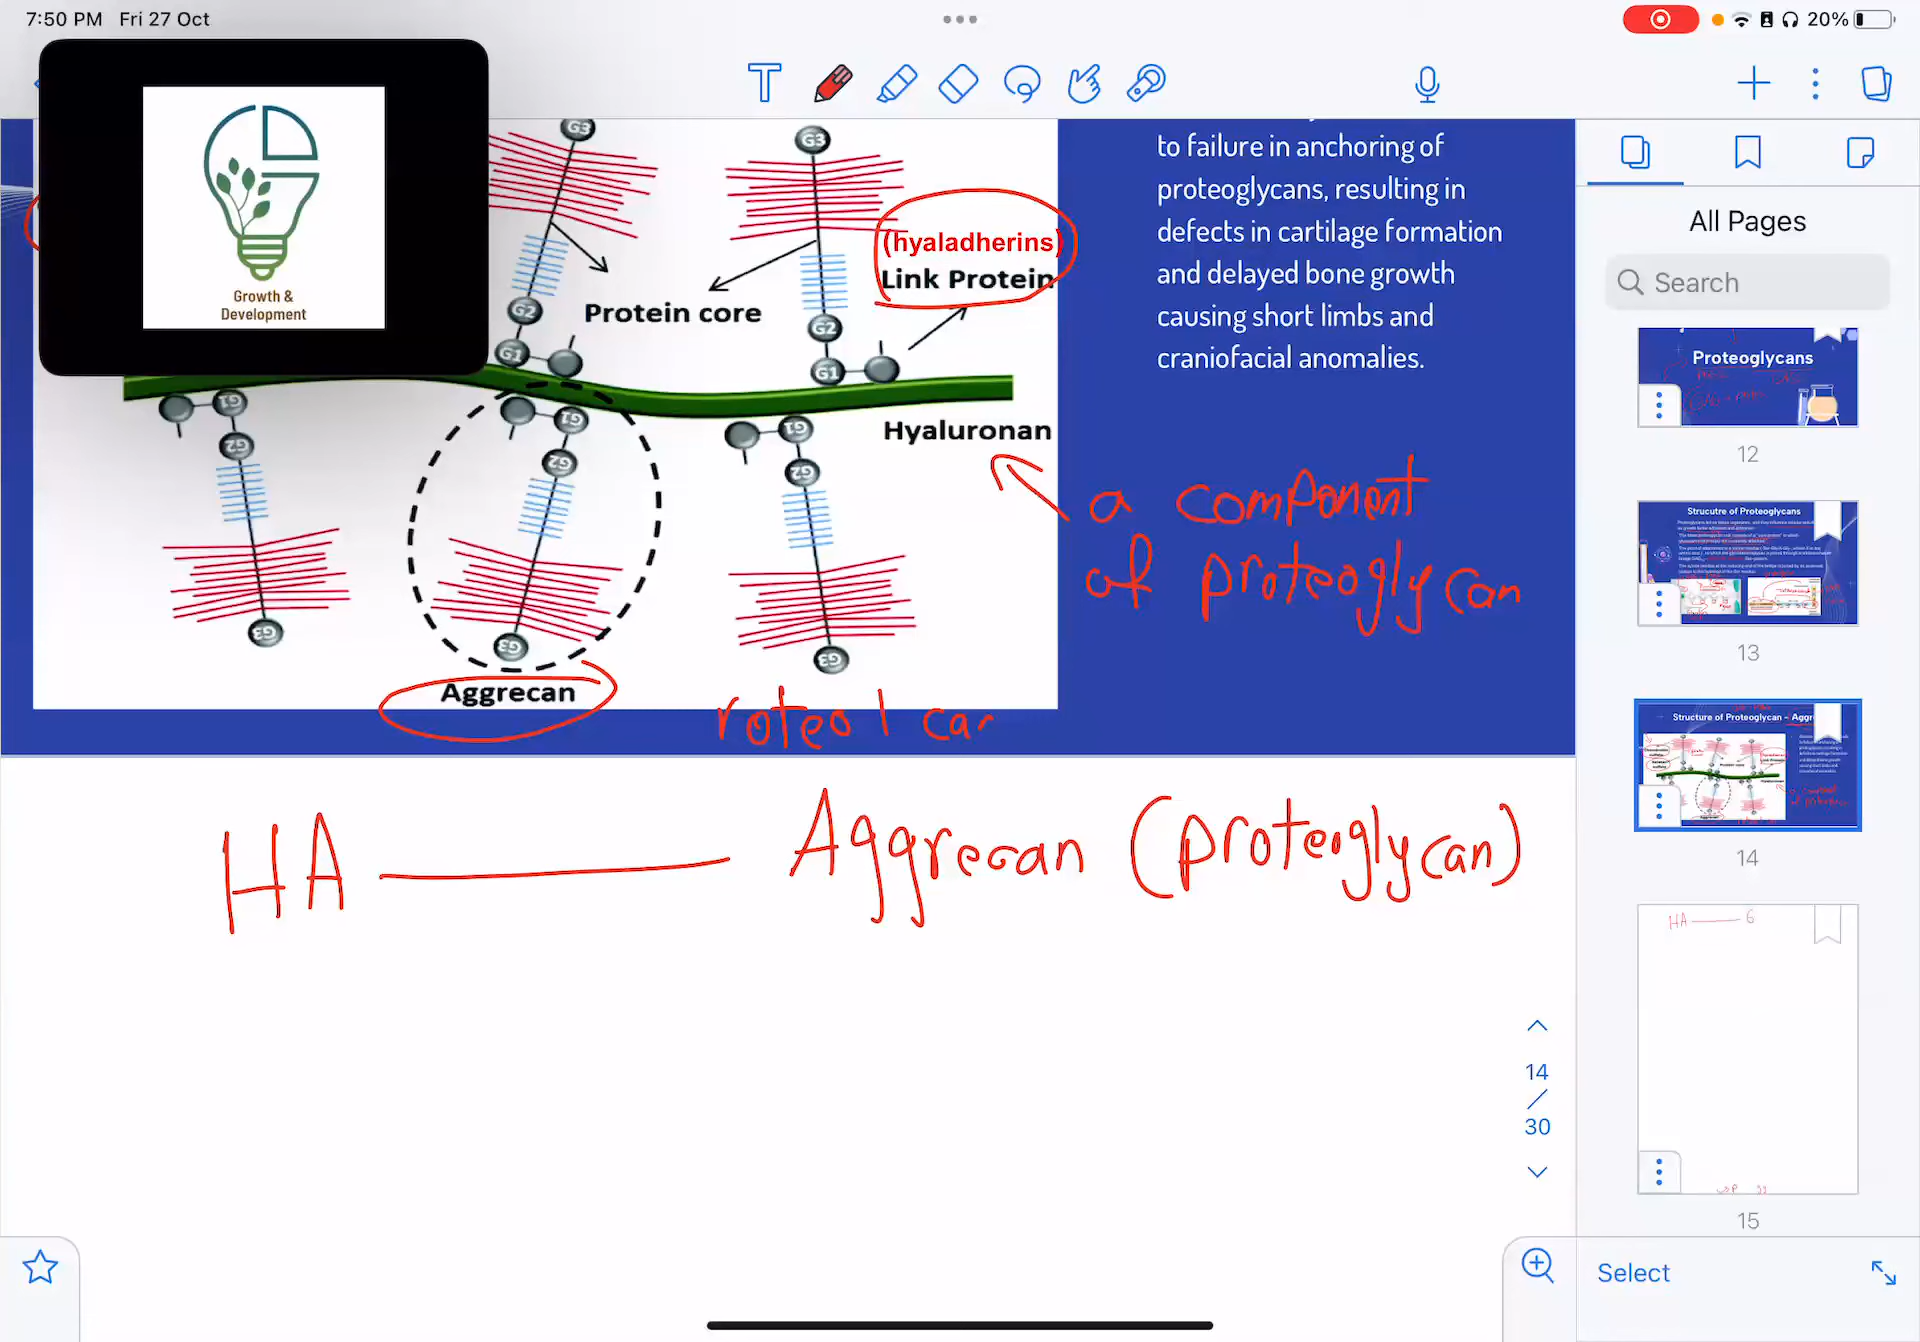 7:50 PM Fri 27 Oct
20%
Growth &
Development
G3
G3
to failure in anchoring of
proteoglycans, resulting in
defects in cartilage formation
and delayed bone growth
causing short limbs and
craniofacial anomalies.
(hyaladherins)
Link Protein
Protein core
G2
G2
G1
G1
G1
G1
G1
G2
G2
G2
Hyaluronan
a component
of proteoglycan
G3
G3
G3
Aggrecan
roteo l can
HA Aggrecan (proteoglycan)
14
/
30
All Pages
Search
Proteoglycans
12
Strucutre of Proteoglycans
13
Structure of Proteoglycan - Aggr
14
HA G
15
Select